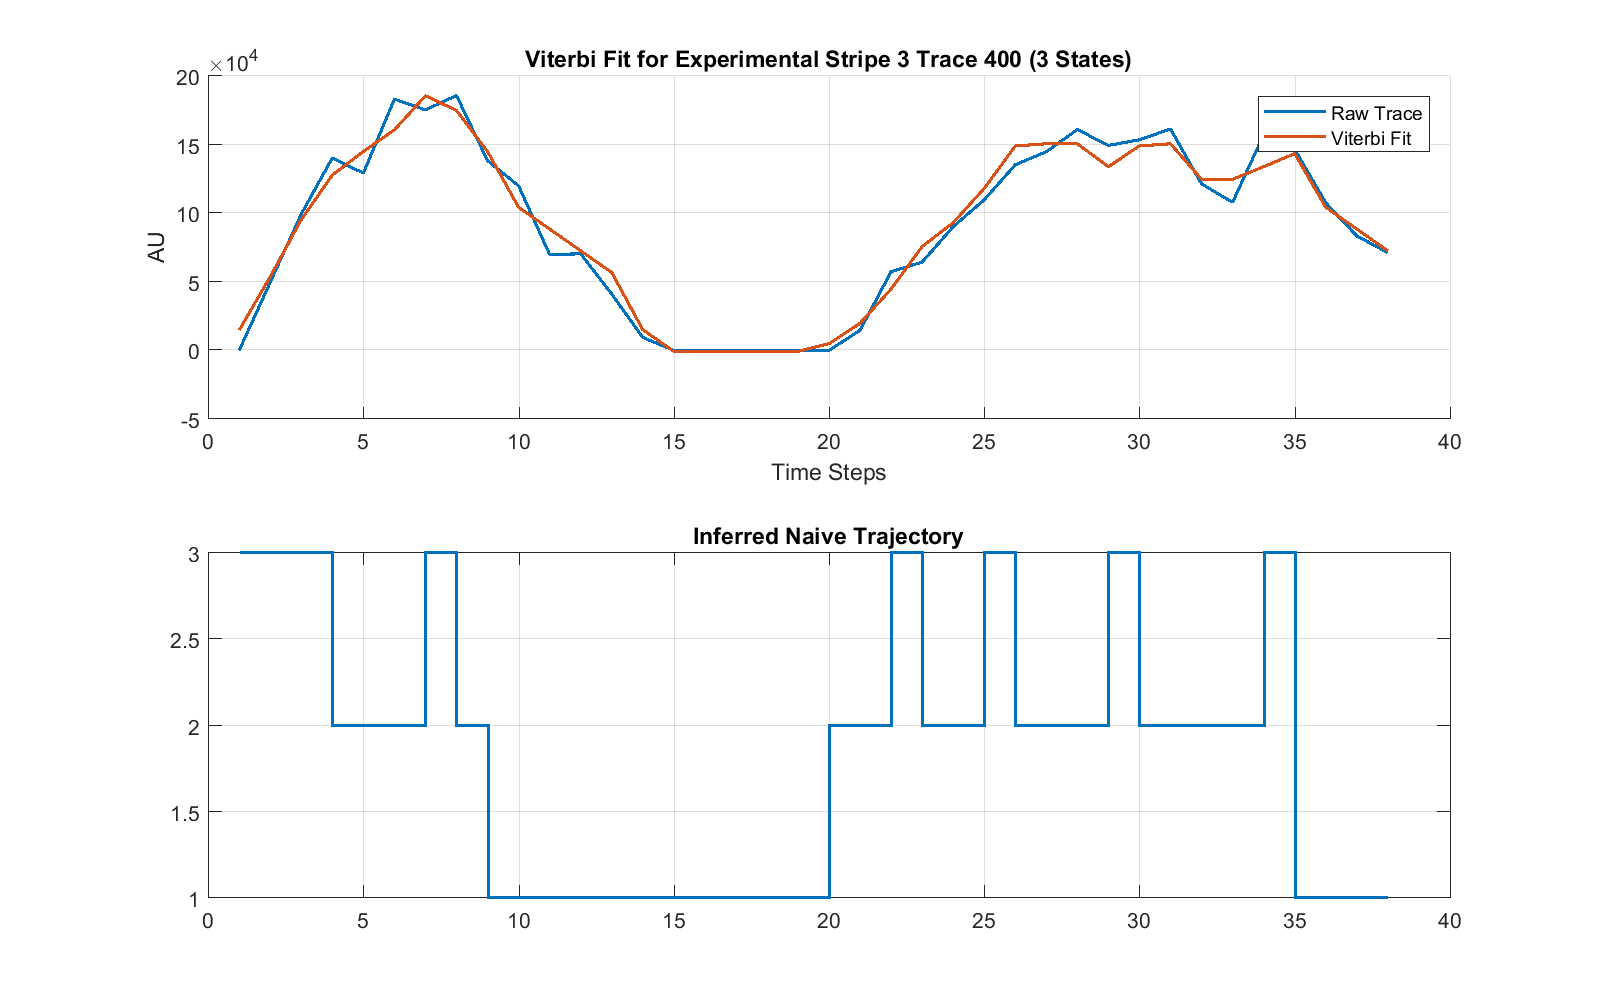 Viterbi Fit for Experimental Stripe 3 Trace 400 (3 States)
×10^4
20
15
10
5
0
-5
AU
Raw Trace
Viterbi Fit
0 5 10 15 20 25 30 35 40
Time Steps
Inferred Naive Trajectory
3
2.5
2
1.5
1
0 5 10 15 20 25 30 35 40